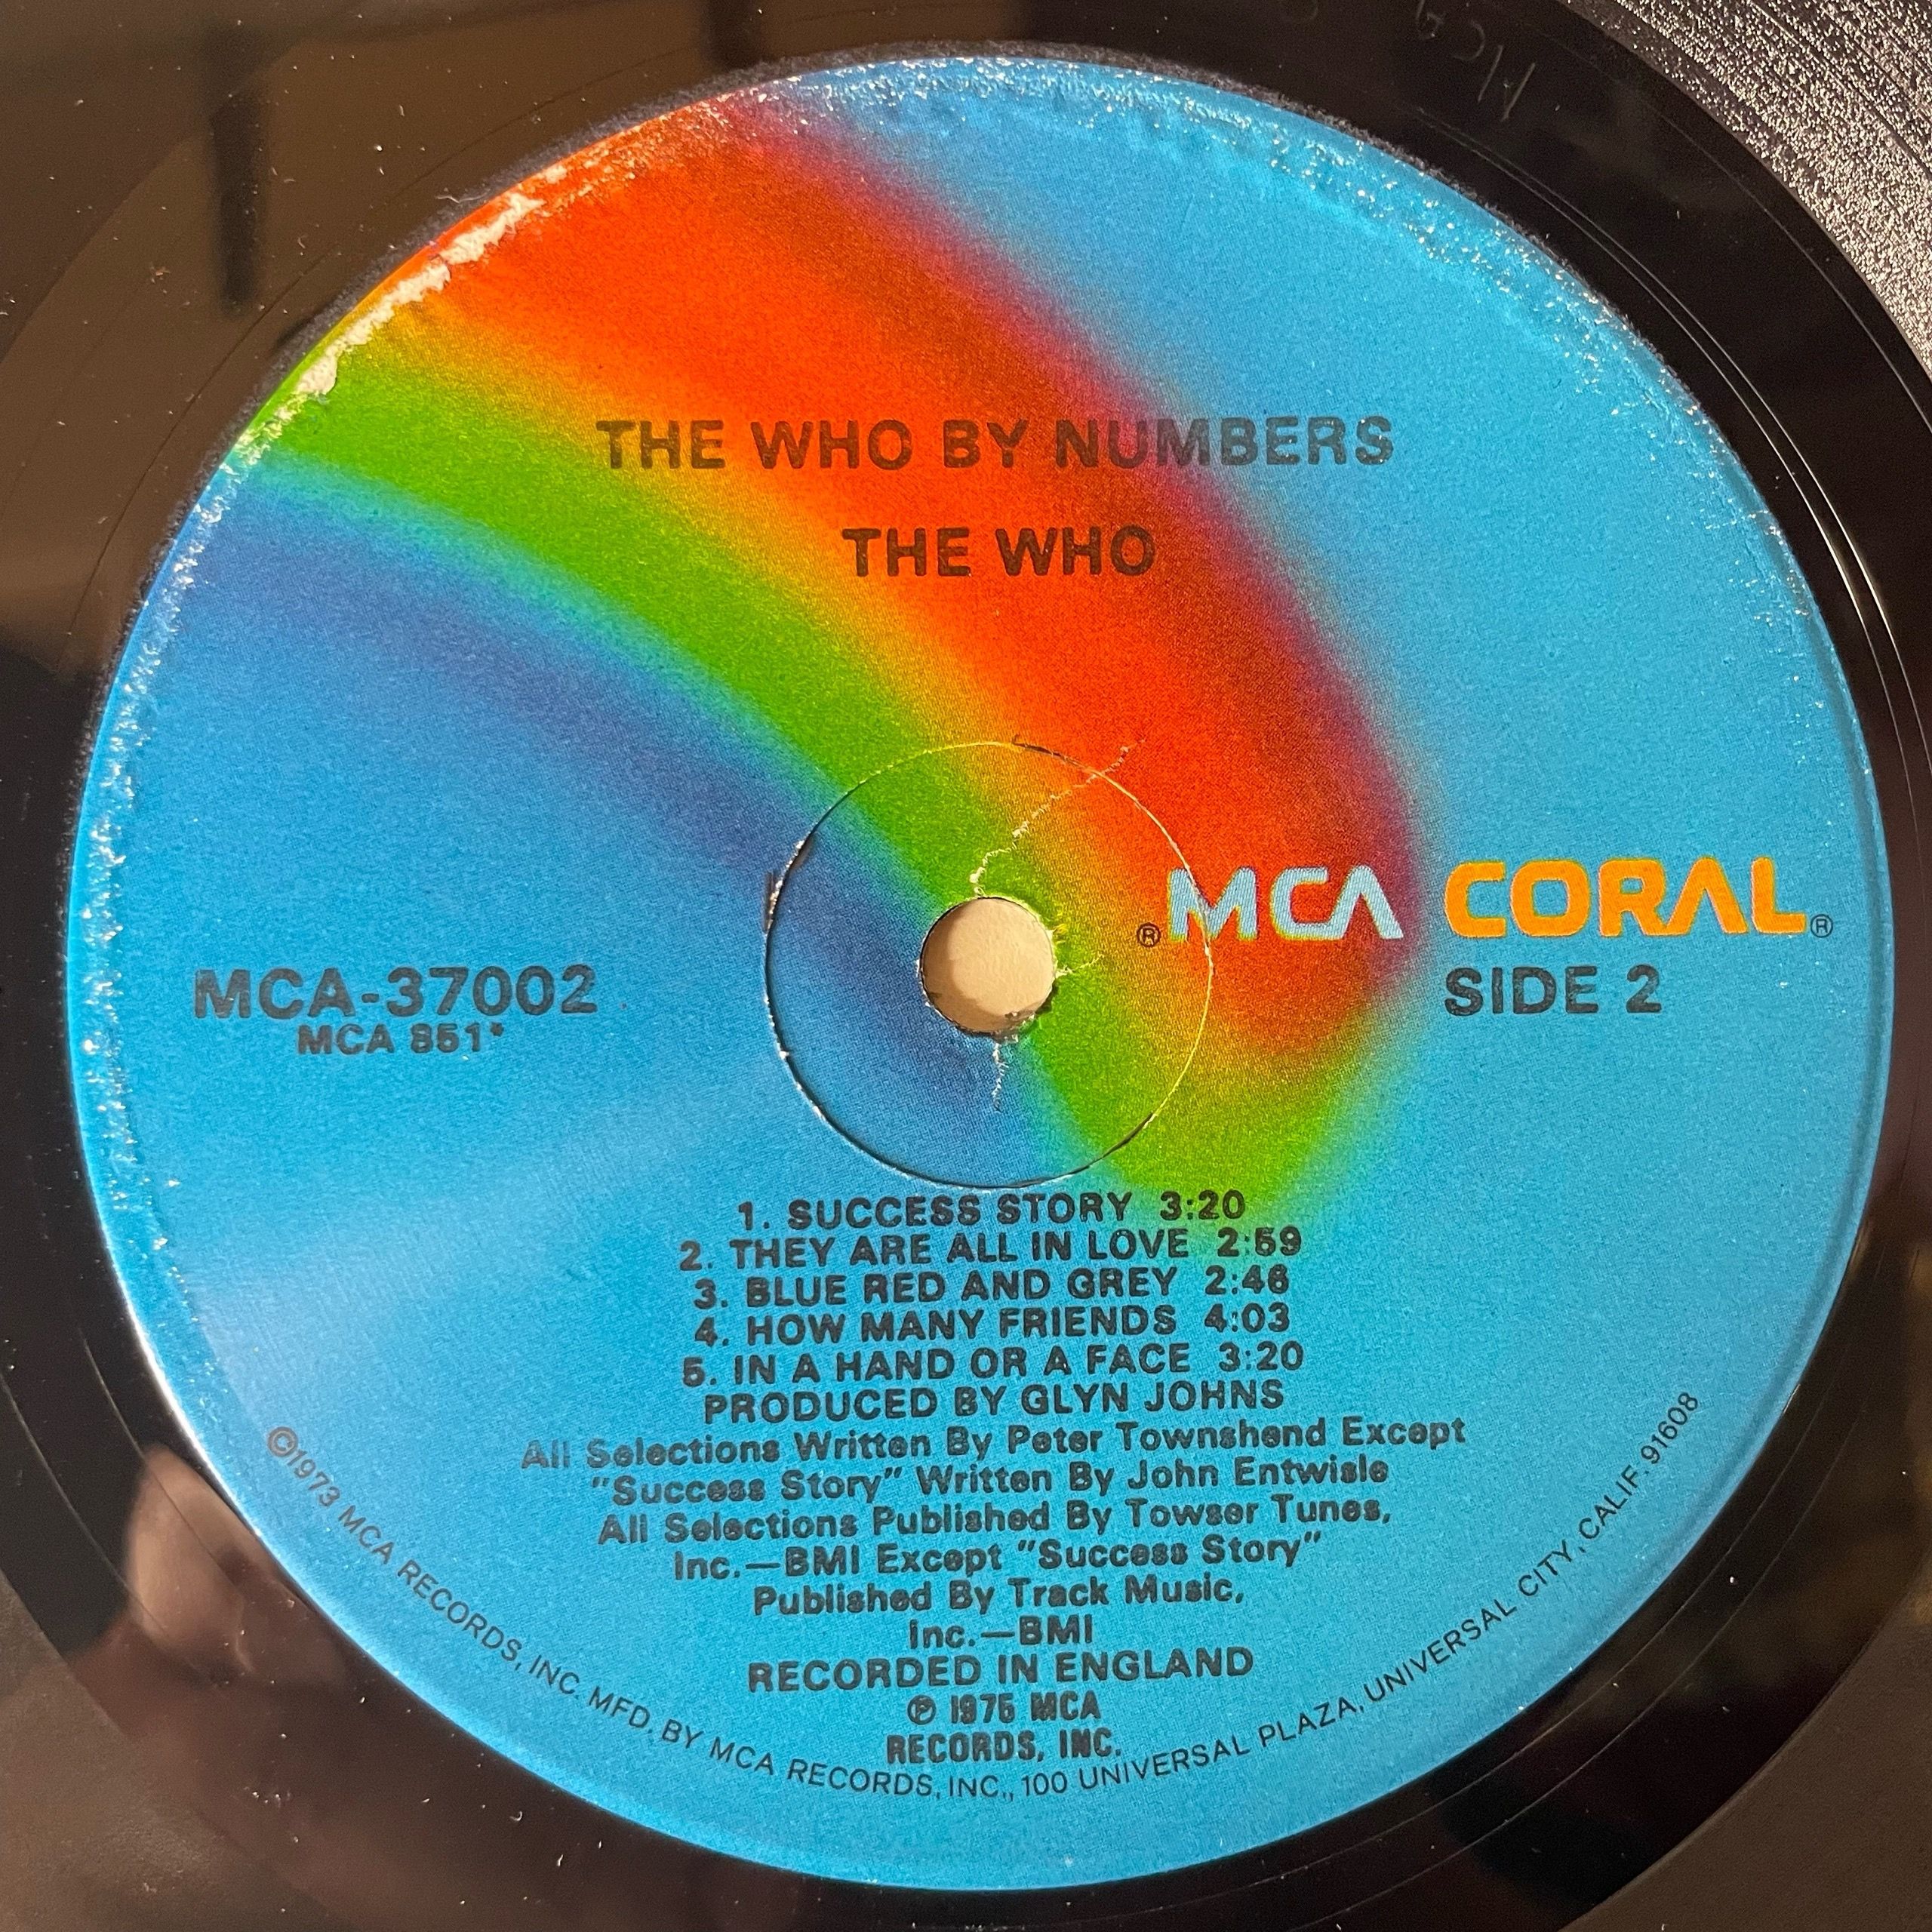 MCA
THE WHO BY NUMBERS
THE WHO
®MCA CORAL®
MCA-37002
MCA 851*
SIDE 2
1. SUCCESS STORY 3:20
2. THEY ARE ALL IN LOVE 2:59
3. BLUE RED AND GREY 2:46
4. HOW MANY FRIENDS 4:03
5. IN A HAND OR A FACE 3:20
PRODUCED BY GLYN JOHNS
All Selections Written By Peter Townshend Except
"Success Story" Written By John Entwisle
All Selections Published By Towser Tunes,
Inc.—BMI Except "Success Story"
Published By Track Music,
Inc.—BMI
RECORDED IN ENGLAND
℗ 1975 MCA
RECORDS, INC.
©1973 MCA RECORDS, INC. MFD. BY MCA RECORDS, INC., 100 UNIVERSAL PLAZA, UNIVERSAL CITY, CALIF. 91608